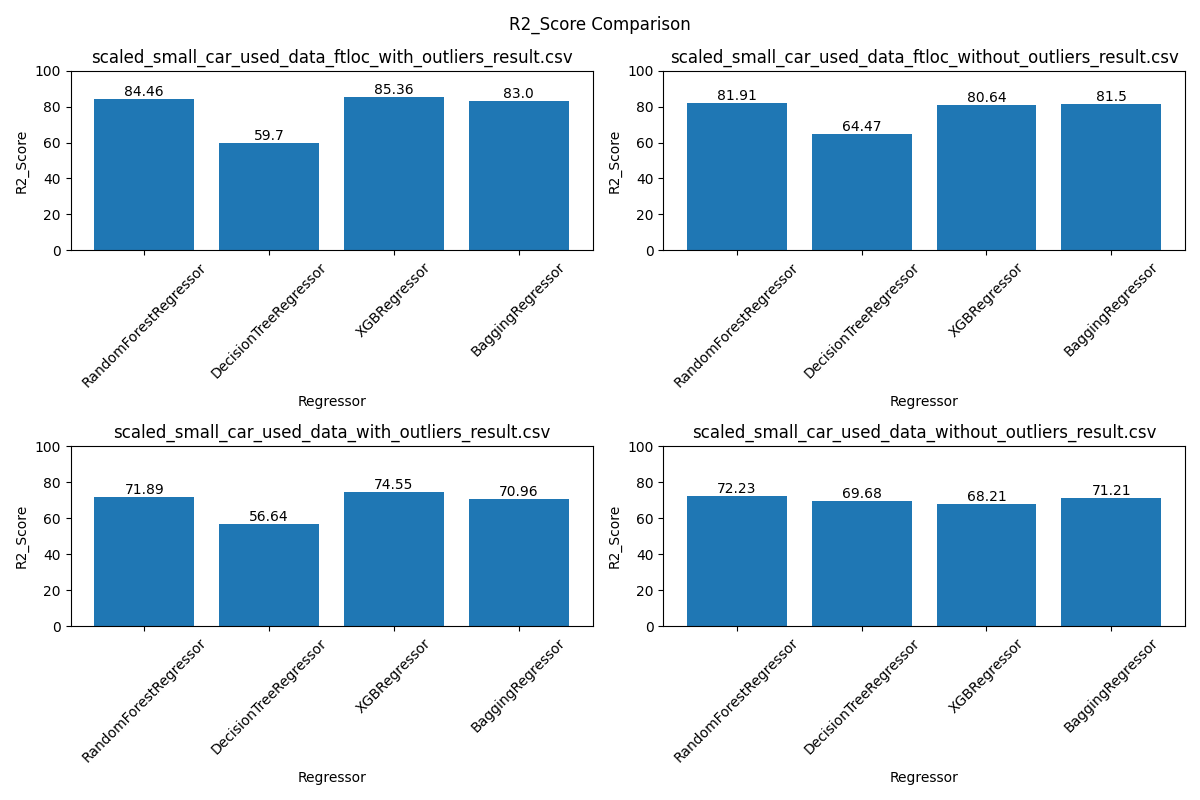 R2_Score Comparison
scaled_small_car_used_data_ftloc_with_outliers_result.csv
R2_Score
100
80
60
40
20
0
84.46
59.7
85.36
83.0
RandomForestRegressor
DecisionTreeRegressor
XGBRegressor
BaggingRegressor
Regressor
scaled_small_car_used_data_ftloc_without_outliers_result.csv
R2_Score
100
80
60
40
20
0
81.91
64.47
80.64
81.5
RandomForestRegressor
DecisionTreeRegressor
XGBRegressor
BaggingRegressor
Regressor
scaled_small_car_used_data_with_outliers_result.csv
R2_Score
100
80
60
40
20
0
71.89
56.64
74.55
70.96
RandomForestRegressor
DecisionTreeRegressor
XGBRegressor
BaggingRegressor
Regressor
scaled_small_car_used_data_without_outliers_result.csv
R2_Score
100
80
60
40
20
0
72.23
69.68
68.21
71.21
RandomForestRegressor
DecisionTreeRegressor
XGBRegressor
BaggingRegressor
Regressor